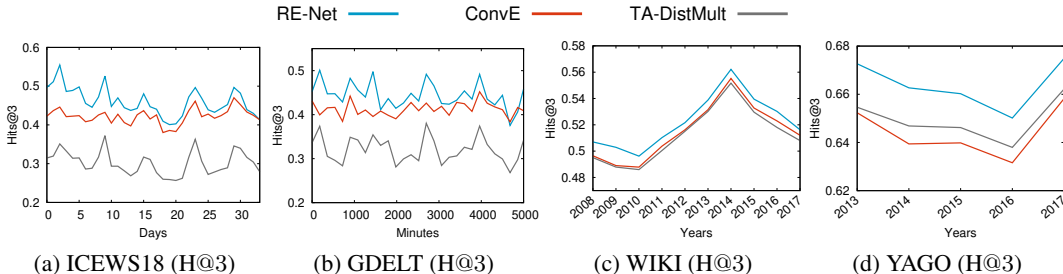 RE-Net ConvE TA-DistMult
Hits@3
0.6
0.5
0.4
0.3
0.2
0 5 10 15 20 25 30
Days
(a) ICEWS18 (H@3)
Hits@3
0.5
0.4
0.3
0.2
0 1000 2000 3000 4000 5000
Minutes
(b) GDELT (H@3)
Hits@3
0.58
0.56
0.54
0.52
0.5
0.48
0.46
2008 2009 2010 2011 2012 2013 2014 2015 2016 2017
Years
(c) WIKI (H@3)
Hits@3
0.68
0.66
0.64
0.62
2013 2014 2015 2016 2017
Years
(d) YAGO (H@3)